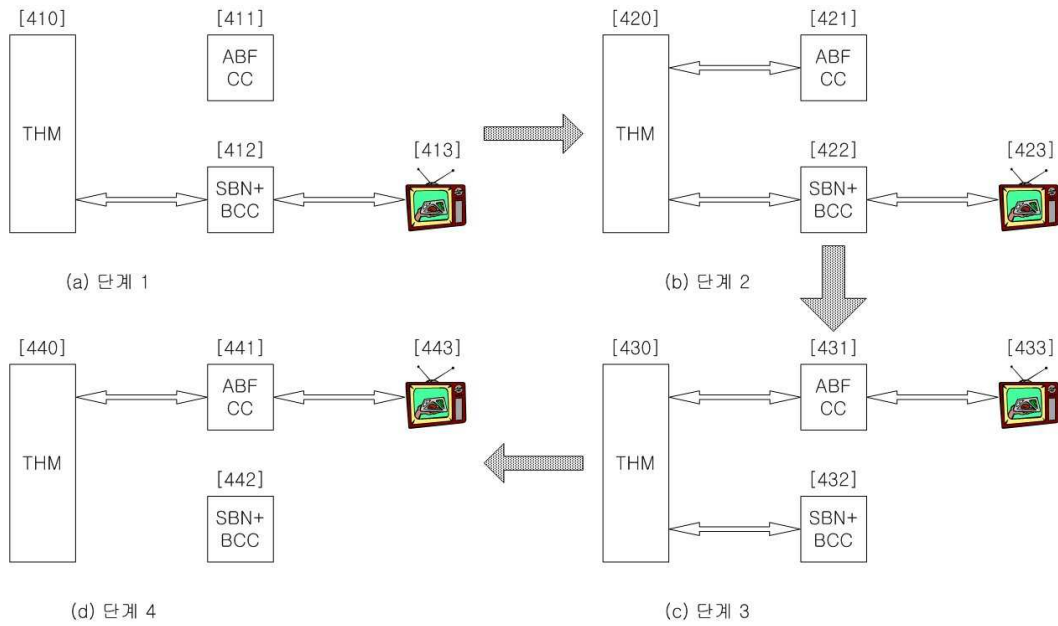 [410]
[411]
ABF
CC
THM
[412]
SBN+
BCC
[413]
(a) 단계 1
[420]
[421]
ABF
CC
THM
[422]
SBN+
BCC
[423]
(b) 단계 2
[430]
[431]
ABF
CC
[433]
THM
[432]
SBN+
BCC
(c) 단계 3
[440]
[441]
ABF
CC
[443]
THM
[442]
SBN+
BCC
(d) 단계 4